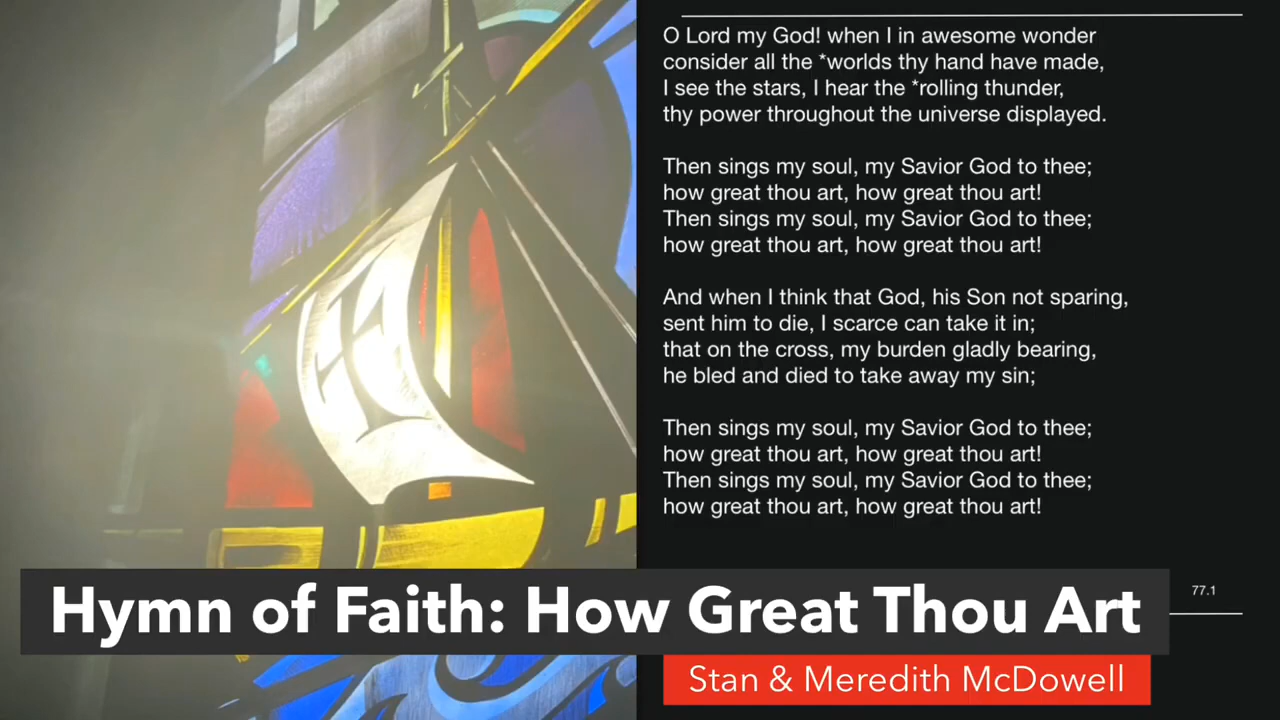 O Lord my God! when I in awesome wonder
consider all the *worlds thy hand have made,
I see the stars, I hear the *rolling thunder,
thy power throughout the universe displayed.
Then sings my soul, my Savior God to thee;
how great thou art, how great thou art!
Then sings my soul, my Savior God to thee;
how great thou art, how great thou art!
And when I think that God, his Son not sparing,
sent him to die, I scarce can take it in;
that on the cross, my burden gladly bearing,
he bled and died to take away my sin;
Then sings my soul, my Savior God to thee;
how great thou art, how great thou art!
Then sings my soul, my Savior God to thee;
how great thou art, how great thou art!
77.1
Hymn of Faith: How Great Thou Art
Stan & Meredith McDowell